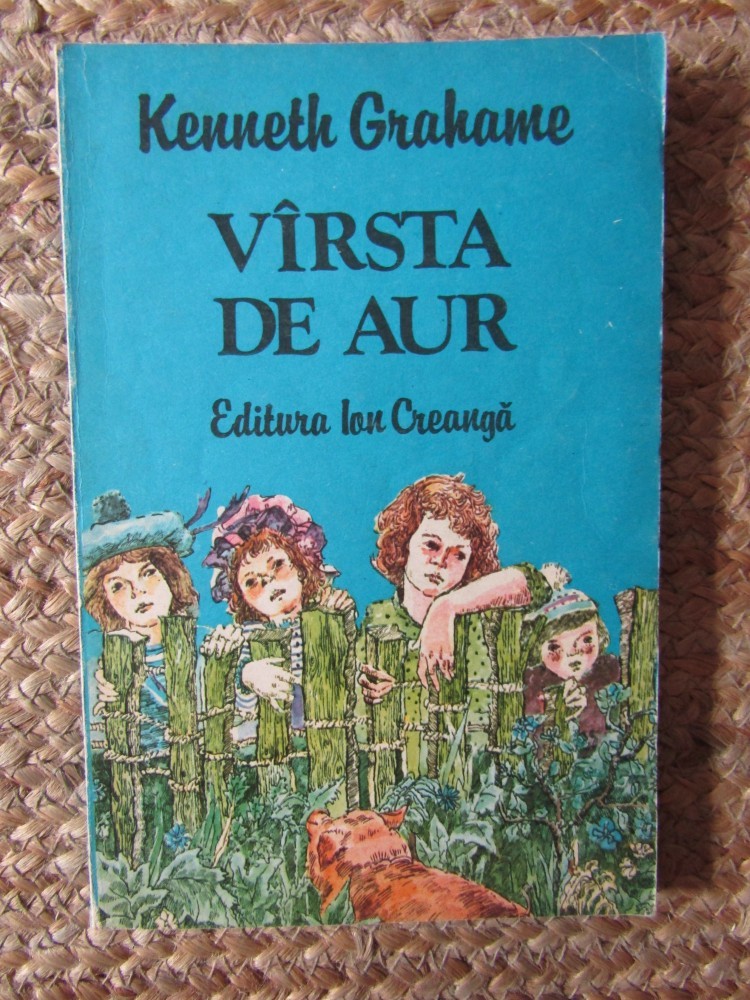 Kenneth Grahame
VÎRSTA
DE AUR
Editura Ion Creangă